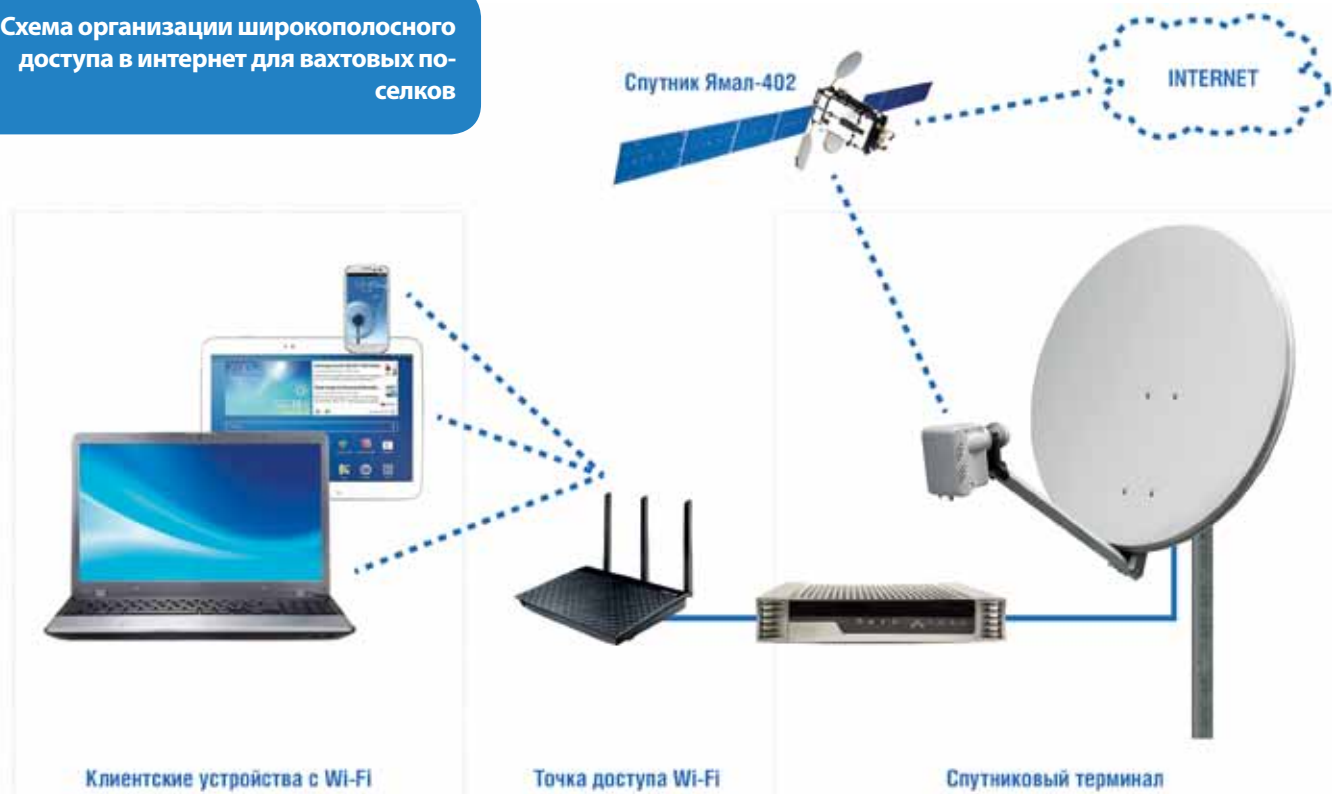 Схема организации широкополосного
доступа в интернет для вахтовых по-
селков
Спутник Ямал-402
INTERNET
Клиентские устройства с Wi-Fi
Точка доступа Wi-Fi
Спутниковый терминал